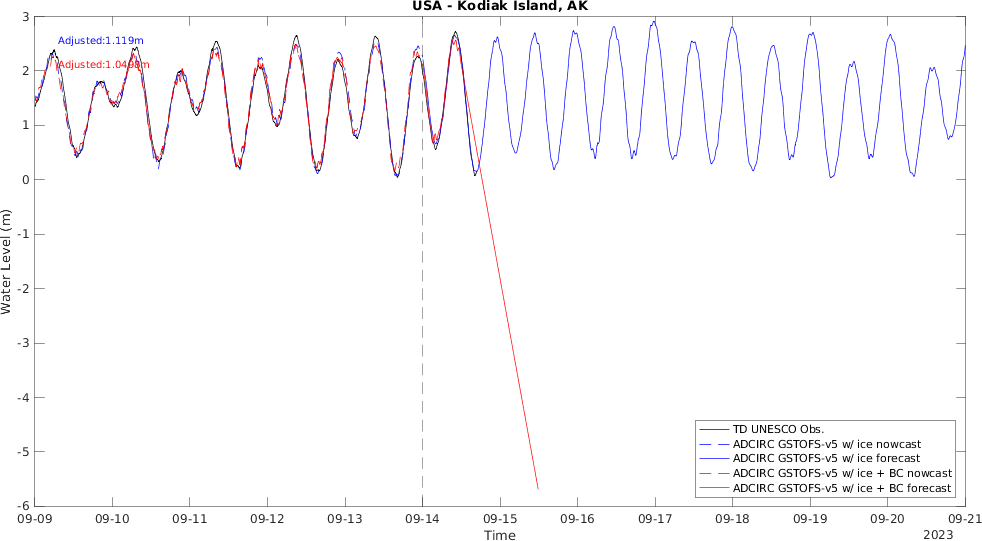 USA - Kodiak Island, AK
Adjusted:1.119m
Adjusted:1.0498m
Water Level (m)
3
2
1
0
-1
-2
-3
-4
-5
-6
TD UNESCO Obs.
ADCIRC GSTOFS-v5 w/ ice nowcast
ADCIRC GSTOFS-v5 w/ ice forecast
ADCIRC GSTOFS-v5 w/ ice + BC nowcast
ADCIRC GSTOFS-v5 w/ ice + BC forecast
09-09 09-10 09-11 09-12 09-13 09-14 09-15 09-16 09-17 09-18 09-19 09-20 09-21
Time
2023